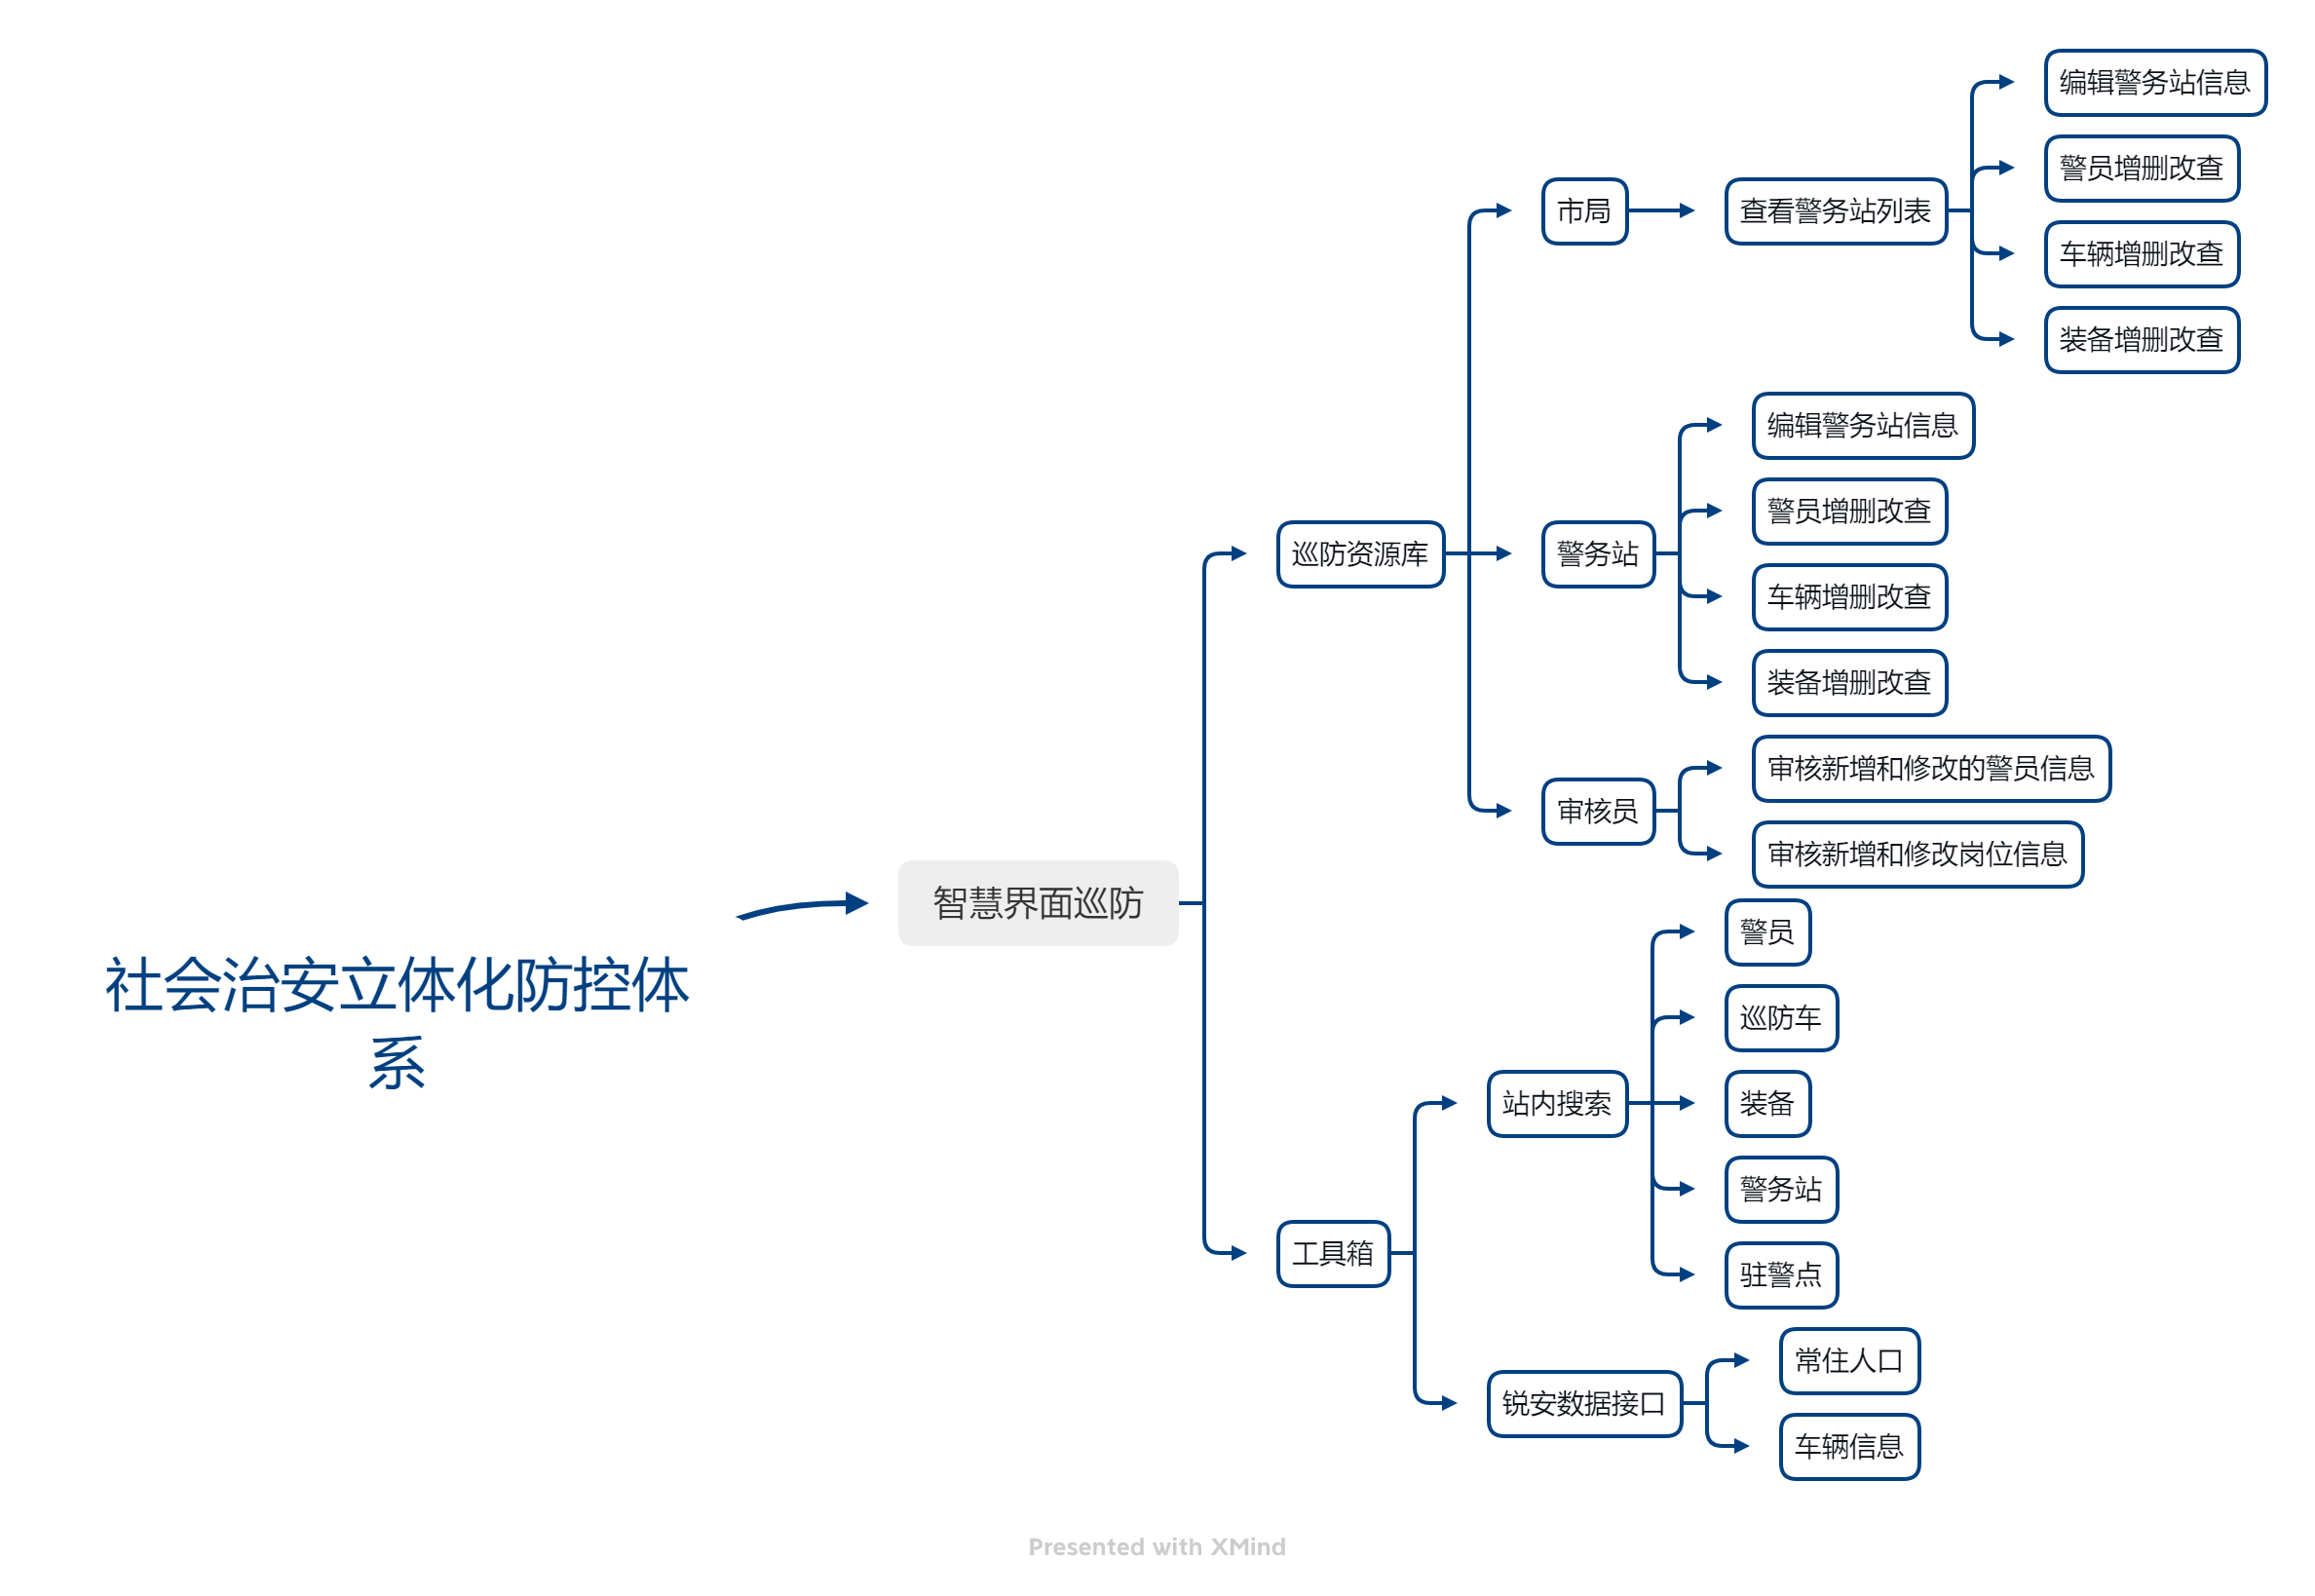 社会治安立体化防控体
系
智慧界面巡防
巡防资源库
市局
查看警务站列表
编辑警务站信息
警员增删改查
车辆增删改查
装备增删改查
警务站
编辑警务站信息
警员增删改查
车辆增删改查
装备增删改查
审核员
审核新增和修改的警员信息
审核新增和修改岗位信息
工具箱
站内搜索
警员
巡防车
装备
警务站
驻警点
锐安数据接口
常住人口
车辆信息
Presented with XMind